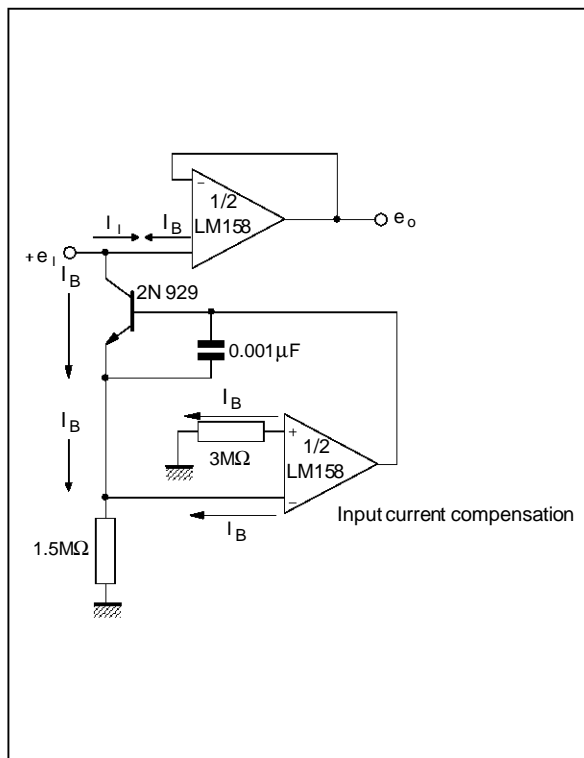 −
1/2
LM158
I I
I B
e o
+e I
I B
2N 929
0.001μF
I B
I B
+
1/2
LM158
3MΩ
−
Input current compensation
I B
1.5MΩ